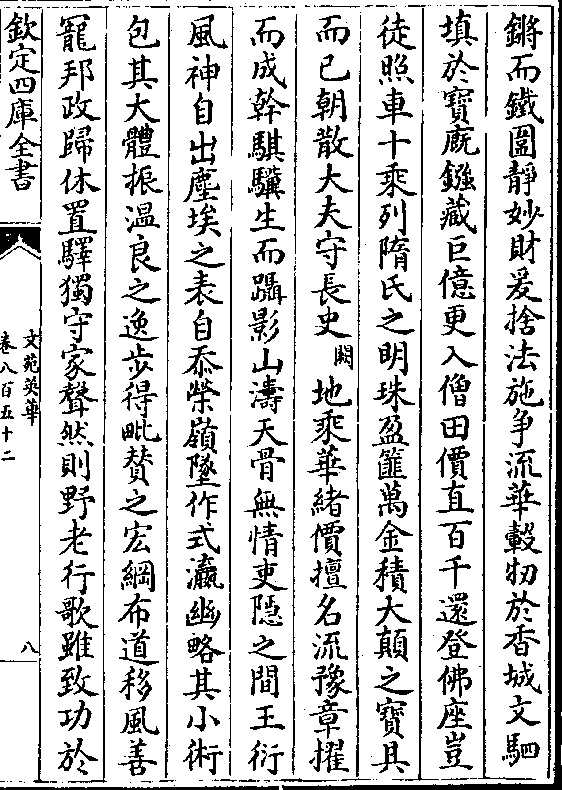 鏘而鐵圍靜妙財爰捨法施争流華轂牣於香城文駟
填於寶廐鏹藏巨億更入僧田價直百千還登佛座豈
徒照車十乘列隋氏之明珠盈篚萬金積大顛之寶具
而已朝散大夫守長史闕地乘華緒價擅名流豫章擢
而成幹騏驥生而躡影山濤天骨無情吏隱之間王衍
風神自出塵埃之表自忝榮嶺墜作式瀛幽略其小術
包其大體振温良之逸步得毗贊之宏綱布道移風善
寵邦政歸休置驛獨守家聲然則野老行歌雖致功於
欽定四庫全書
文苑英華
卷八百五十二
八